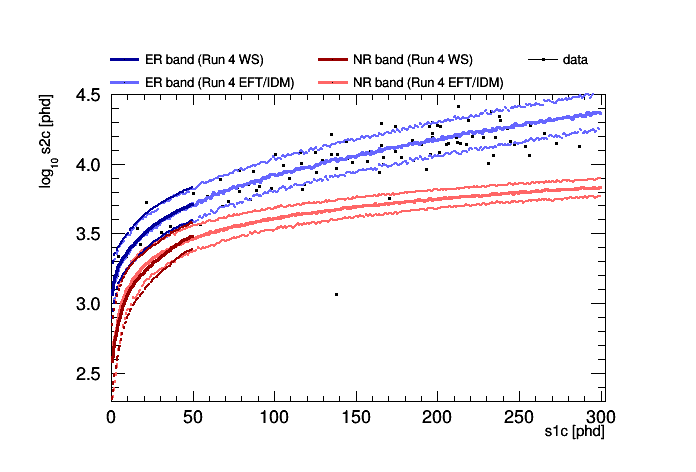 ER band (Run 4 WS) NR band (Run 4 WS) data
ER band (Run 4 EFT/IDM) NR band (Run 4 EFT/IDM)
log10 s2c [phd]
4.5
4.0
3.5
3.0
2.5
0 50 100 150 200 250 300
s1c [phd]